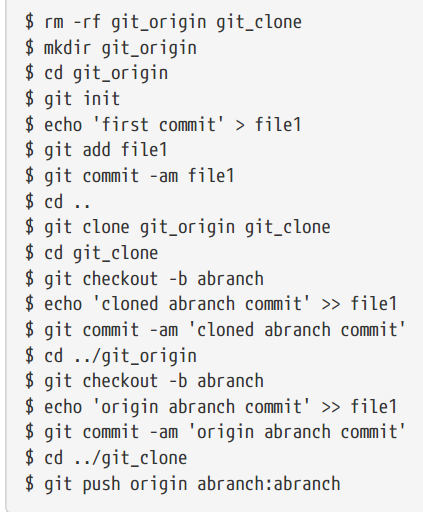 $ rm -rf git_origin git_clone
$ mkdir git_origin
$ cd git_origin
$ git init
$ echo 'first commit' > file1
$ git add file1
$ git commit -am file1
$ cd ..
$ git clone git_origin git_clone
$ cd git_clone
$ git checkout -b abranch
$ echo 'cloned abranch commit' >> file1
$ git commit -am 'cloned abranch commit'
$ cd ../git_origin
$ git checkout -b abranch
$ echo 'origin abranch commit' >> file1
$ git commit -am 'origin abranch commit'
$ cd ../git_clone
$ git push origin abranch:abranch